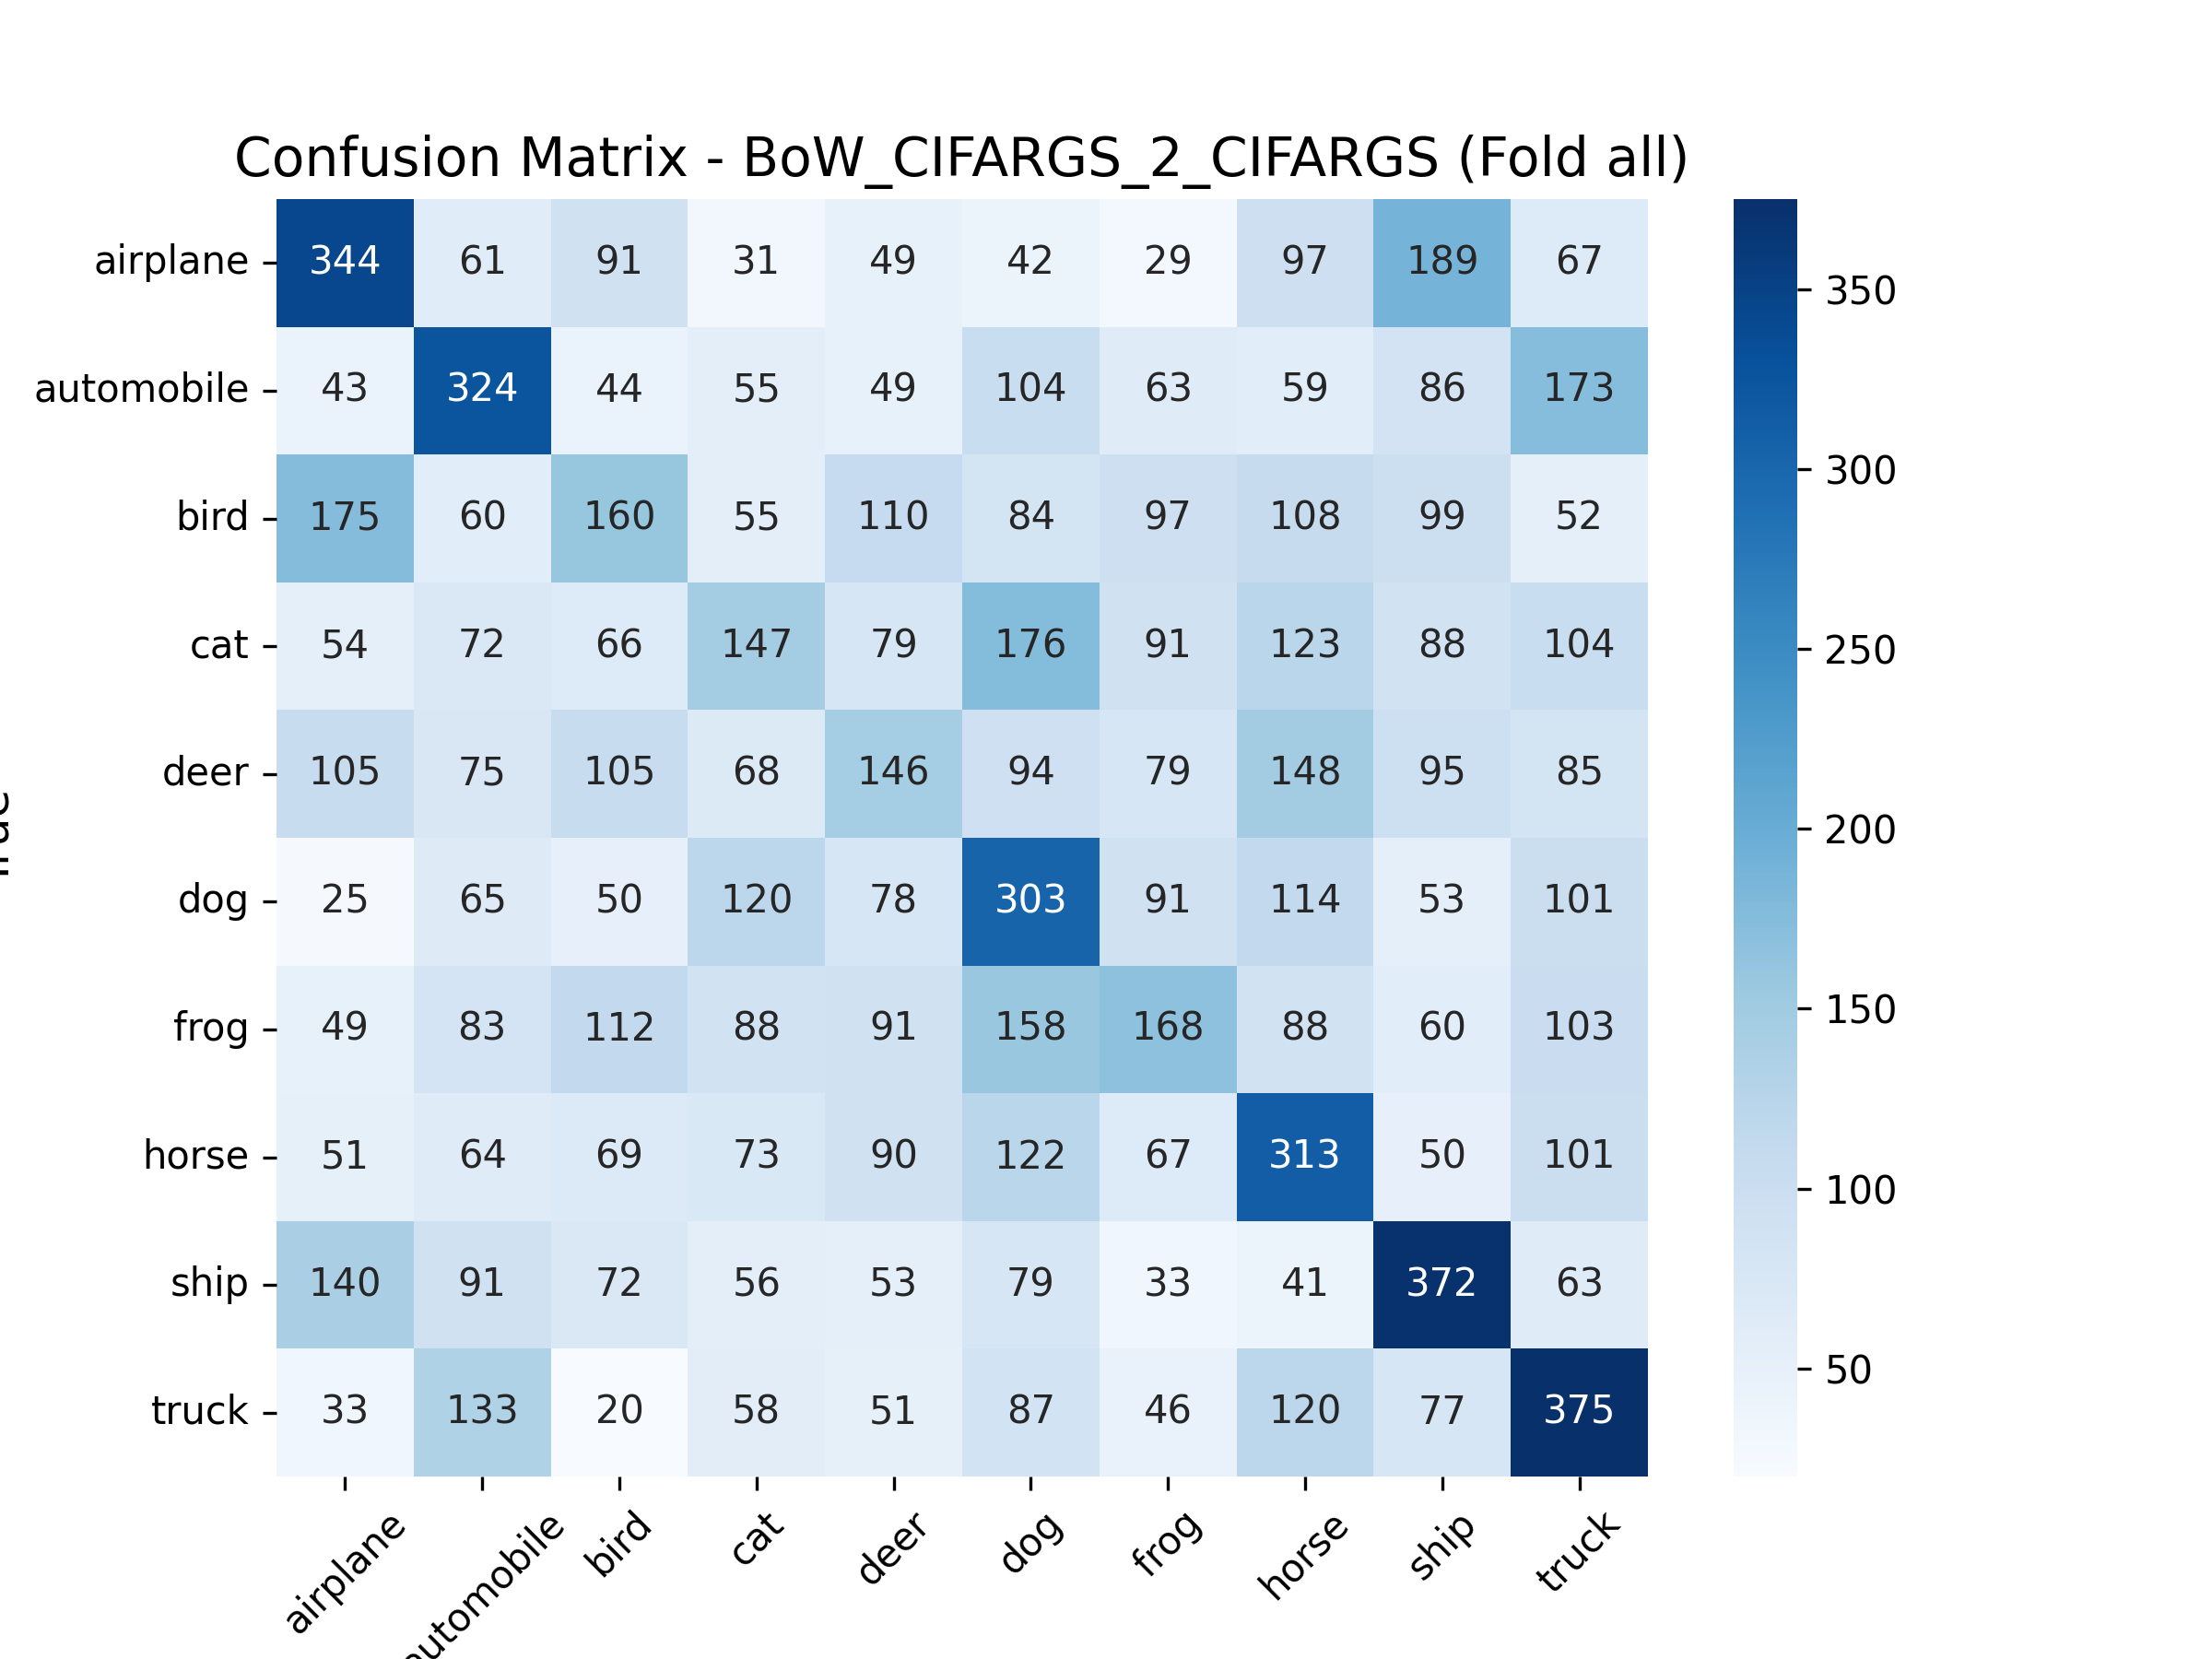 Confusion Matrix - BoW_CIFARGS_2_CIFARGS (Fold all)
airplane 344 61 91 31 49 42 29 97 189 67
automobile 43 324 44 55 49 104 63 59 86 173
bird 175 60 160 55 110 84 97 108 99 52
cat 54 72 66 147 79 176 91 123 88 104
deer 105 75 105 68 146 94 79 148 95 85
dog 25 65 50 120 78 303 91 114 53 101
frog 49 83 112 88 91 158 168 88 60 103
horse 51 64 69 73 90 122 67 313 50 101
ship 140 91 72 56 53 79 33 41 372 63
truck 33 133 20 58 51 87 46 120 77 375
airplane automobile bird cat deer dog frog horse ship truck
350
300
250
200
150
100
50